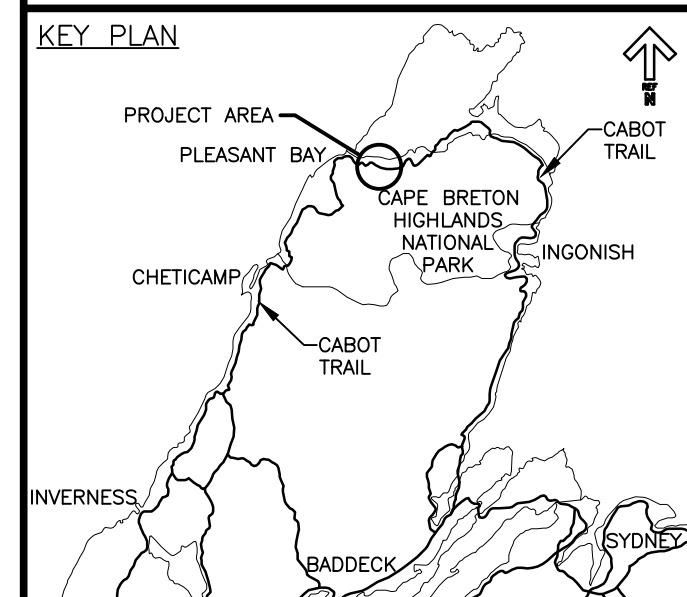 KEY PLAN
REF
N
PROJECT AREA
CABOT
TRAIL
PLEASANT BAY
CAPE BRETON
HIGHLANDS
NATIONAL
PARK
INGONISH
CHETICAMP
CABOT
TRAIL
INVERNESS
SYDNEY
BADDECK